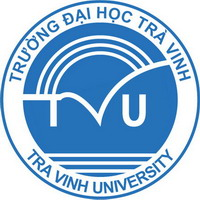 TRƯỜNG ĐẠI HỌC TRÀ VINH
TVU
TRA VINH UNIVERSITY